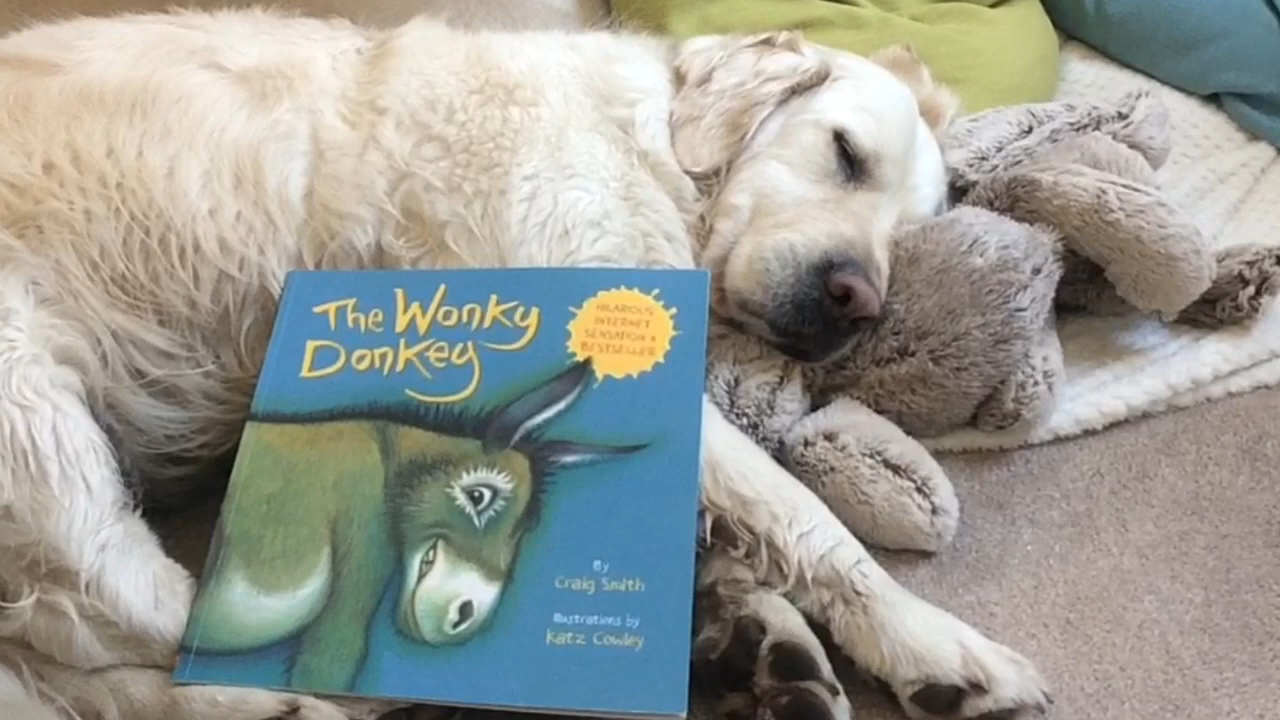 The Wonky
Donkey
HILARIOUS
INTERNET
SENSATION &
BESTSELLER
By
Craig Smith
Illustrations by
Katz Cowley